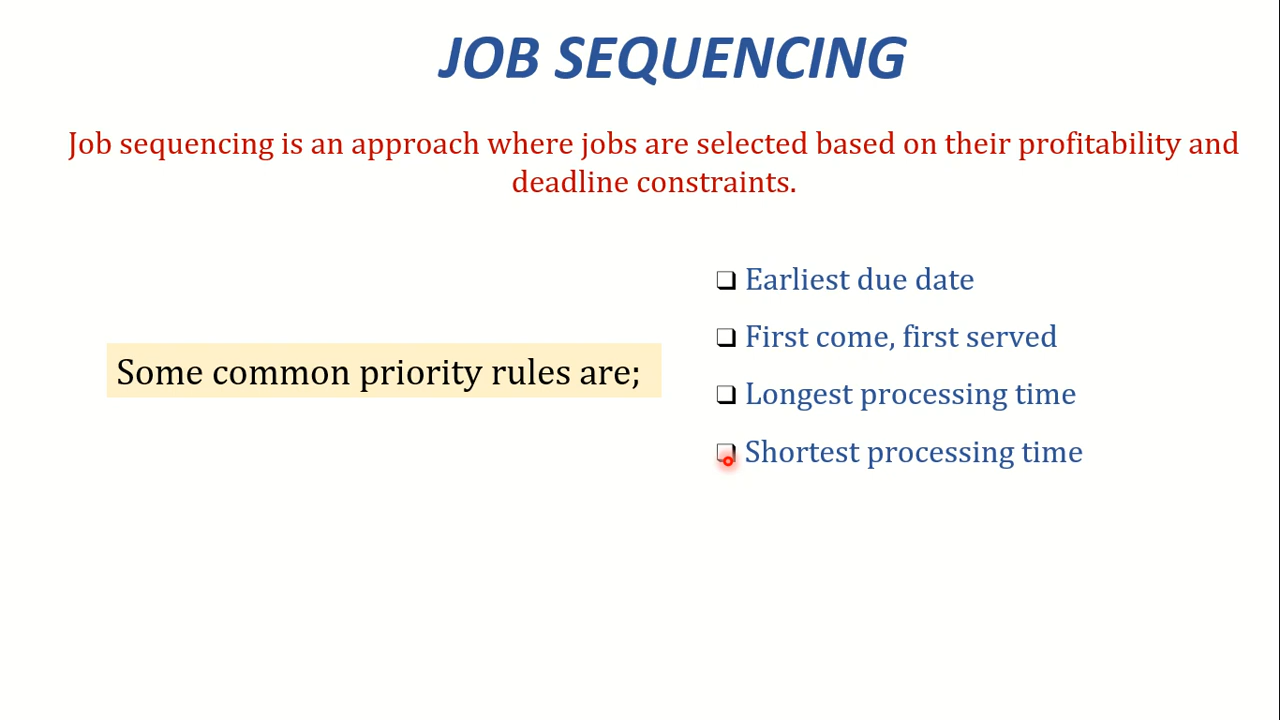 JOB SEQUENCING
Job sequencing is an approach where jobs are selected based on their profitability and
deadline constraints.
Some common priority rules are;
Earliest due date
First come, first served
Longest processing time
Shortest processing time